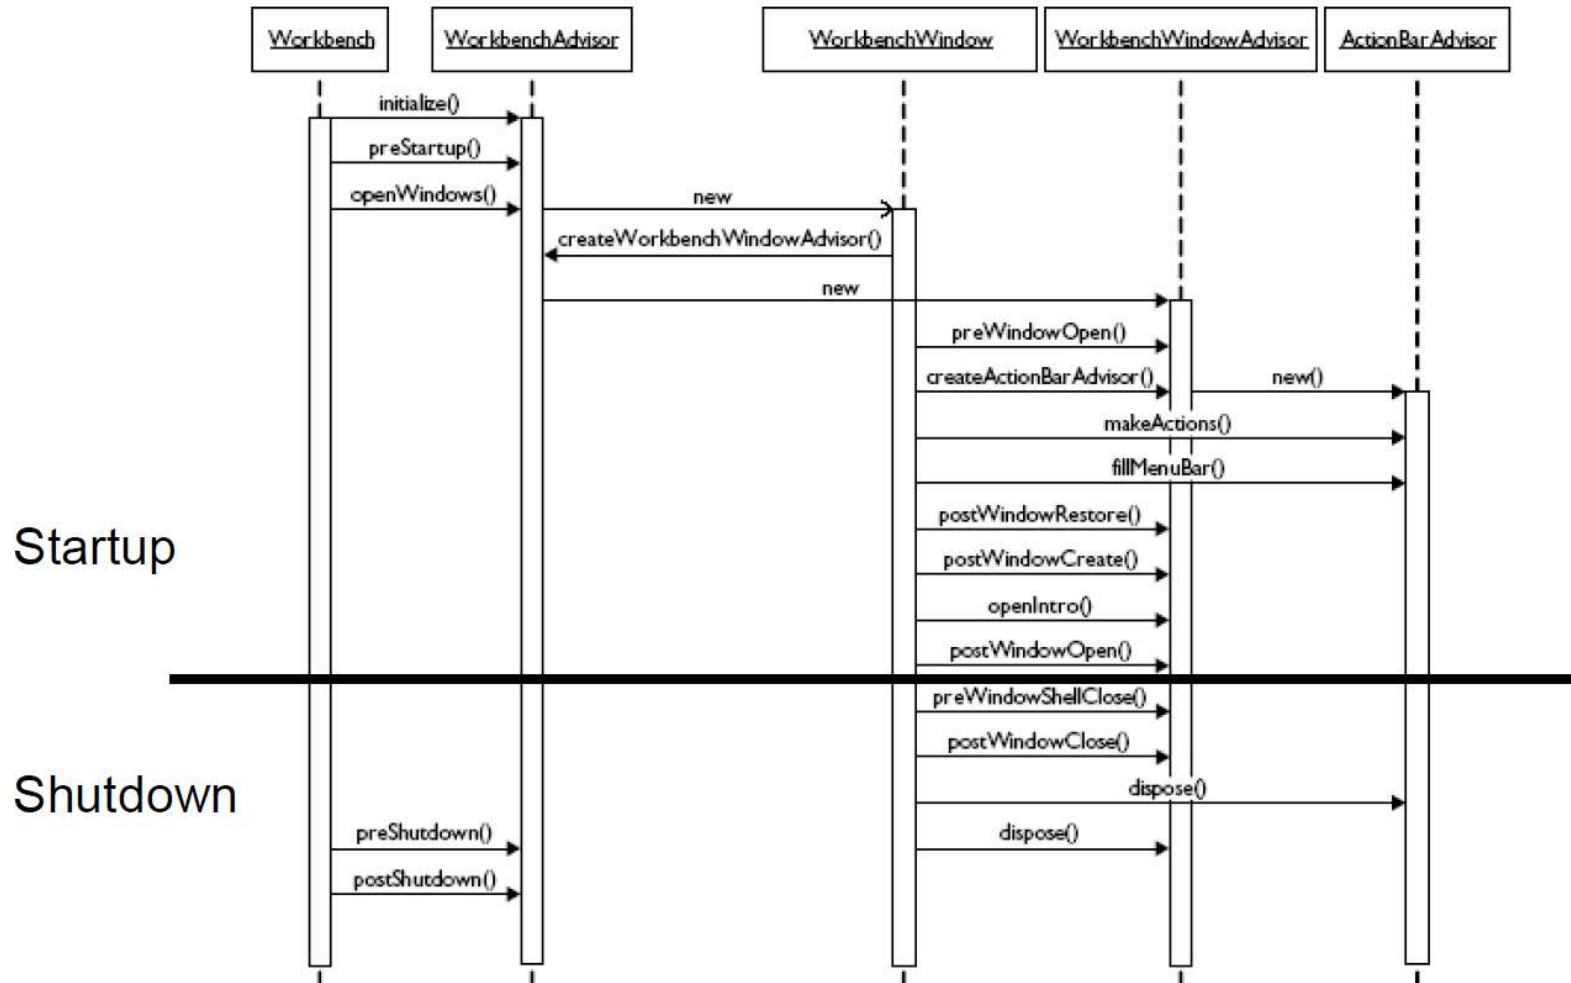 Workbench
WorkbenchAdvisor
WorkbenchWindow
WorkbenchWindowAdvisor
ActionBarAdvisor
initialize()
preStartup()
openWindows()
new
createWorkbenchWindowAdvisor()
new
preWindowOpen()
createActionBarAdvisor()
new()
makeActions()
fillMenuBar()
postWindowRestore()
Startup
postWindowCreate()
openIntro()
postWindowOpen()
preWindowShellClose()
postWindowClose()
Shutdown
dispose()
preShutdown()
dispose()
postShutdown()